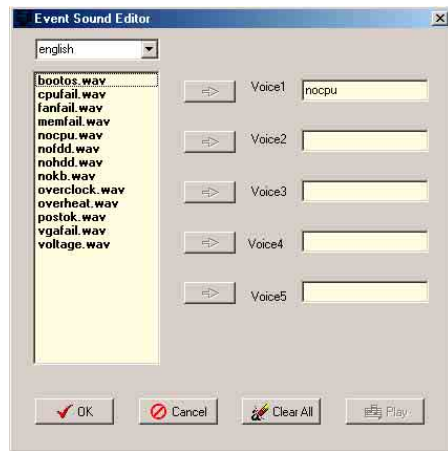 Event Sound Editor
english
bootos.wav
cpufail.wav
fanfail.wav
memfail.wav
nocpu.wav
nofdd.wav
nohdd.wav
nokb.wav
overclock.wav
overheat.wav
postok.wav
vgafail.wav
voltage.wav
Voice1 nocpu
Voice2
Voice3
Voice4
Voice5
OK Cancel Clear All Play